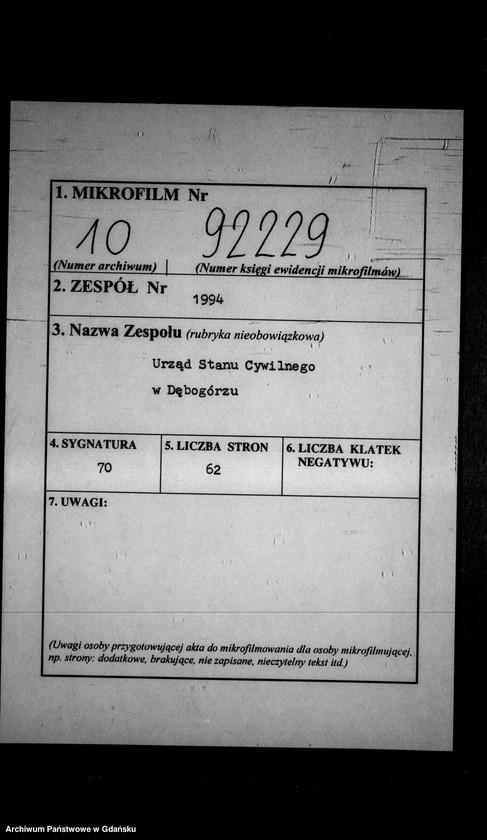 1. MIKROFILM Nr
10 92229
(Numer archiwum) (Numer księgi ewidencji mikrofilmów)
2. ZESPÓŁ Nr
1994
3. Nazwa Zespołu (rubryka nieobowiązkowa)
Urząd Stanu Cywilnego
w Dębogórzu
4. SYGNATURA
70
5. LICZBA STRON
62
6. LICZBA KLATEK
NEGATYWU:
7. UWAGI:
(Uwagi osoby przygotowującej akta do mikrofilmowania dla osoby mikrofilmującej,
np. strony: dodatkowe, brakujące, nie zapisane, nieczytelny tekst itd.)
Archiwum Państwowe w Gdańsku